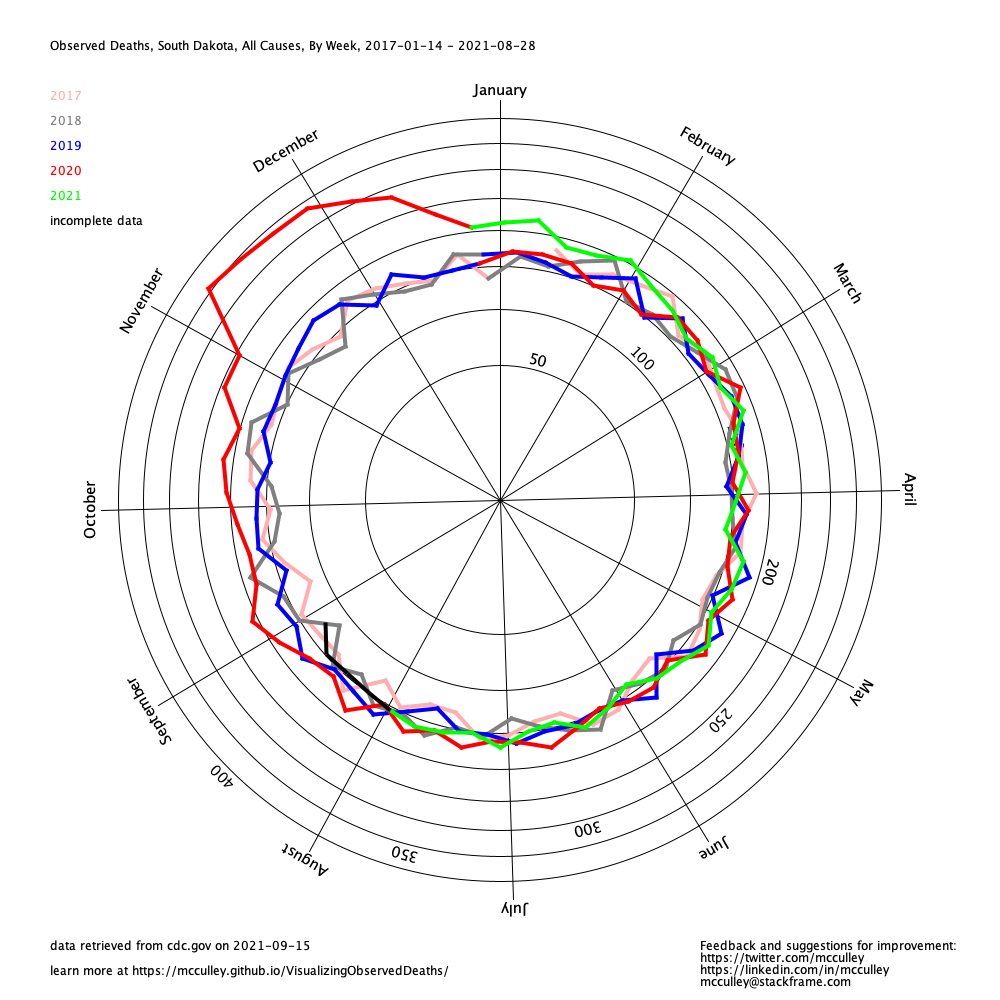 Observed Deaths, South Dakota, All Causes, By Week, 2017-01-14 - 2021-08-28
January
2017
2018
2019
2020
2021
incomplete data
December
February
November
March
50
100
October
April
200
September
May
250
400
300
350
August
June
July
data retrieved from cdc.gov on 2021-09-15
learn more at https://mcculley.github.io/VisualizingObservedDeaths/
Feedback and suggestions for improvement:
https://twitter.com/mcculley
https://linkedin.com/in/mcculley
mcculley@stackframe.com